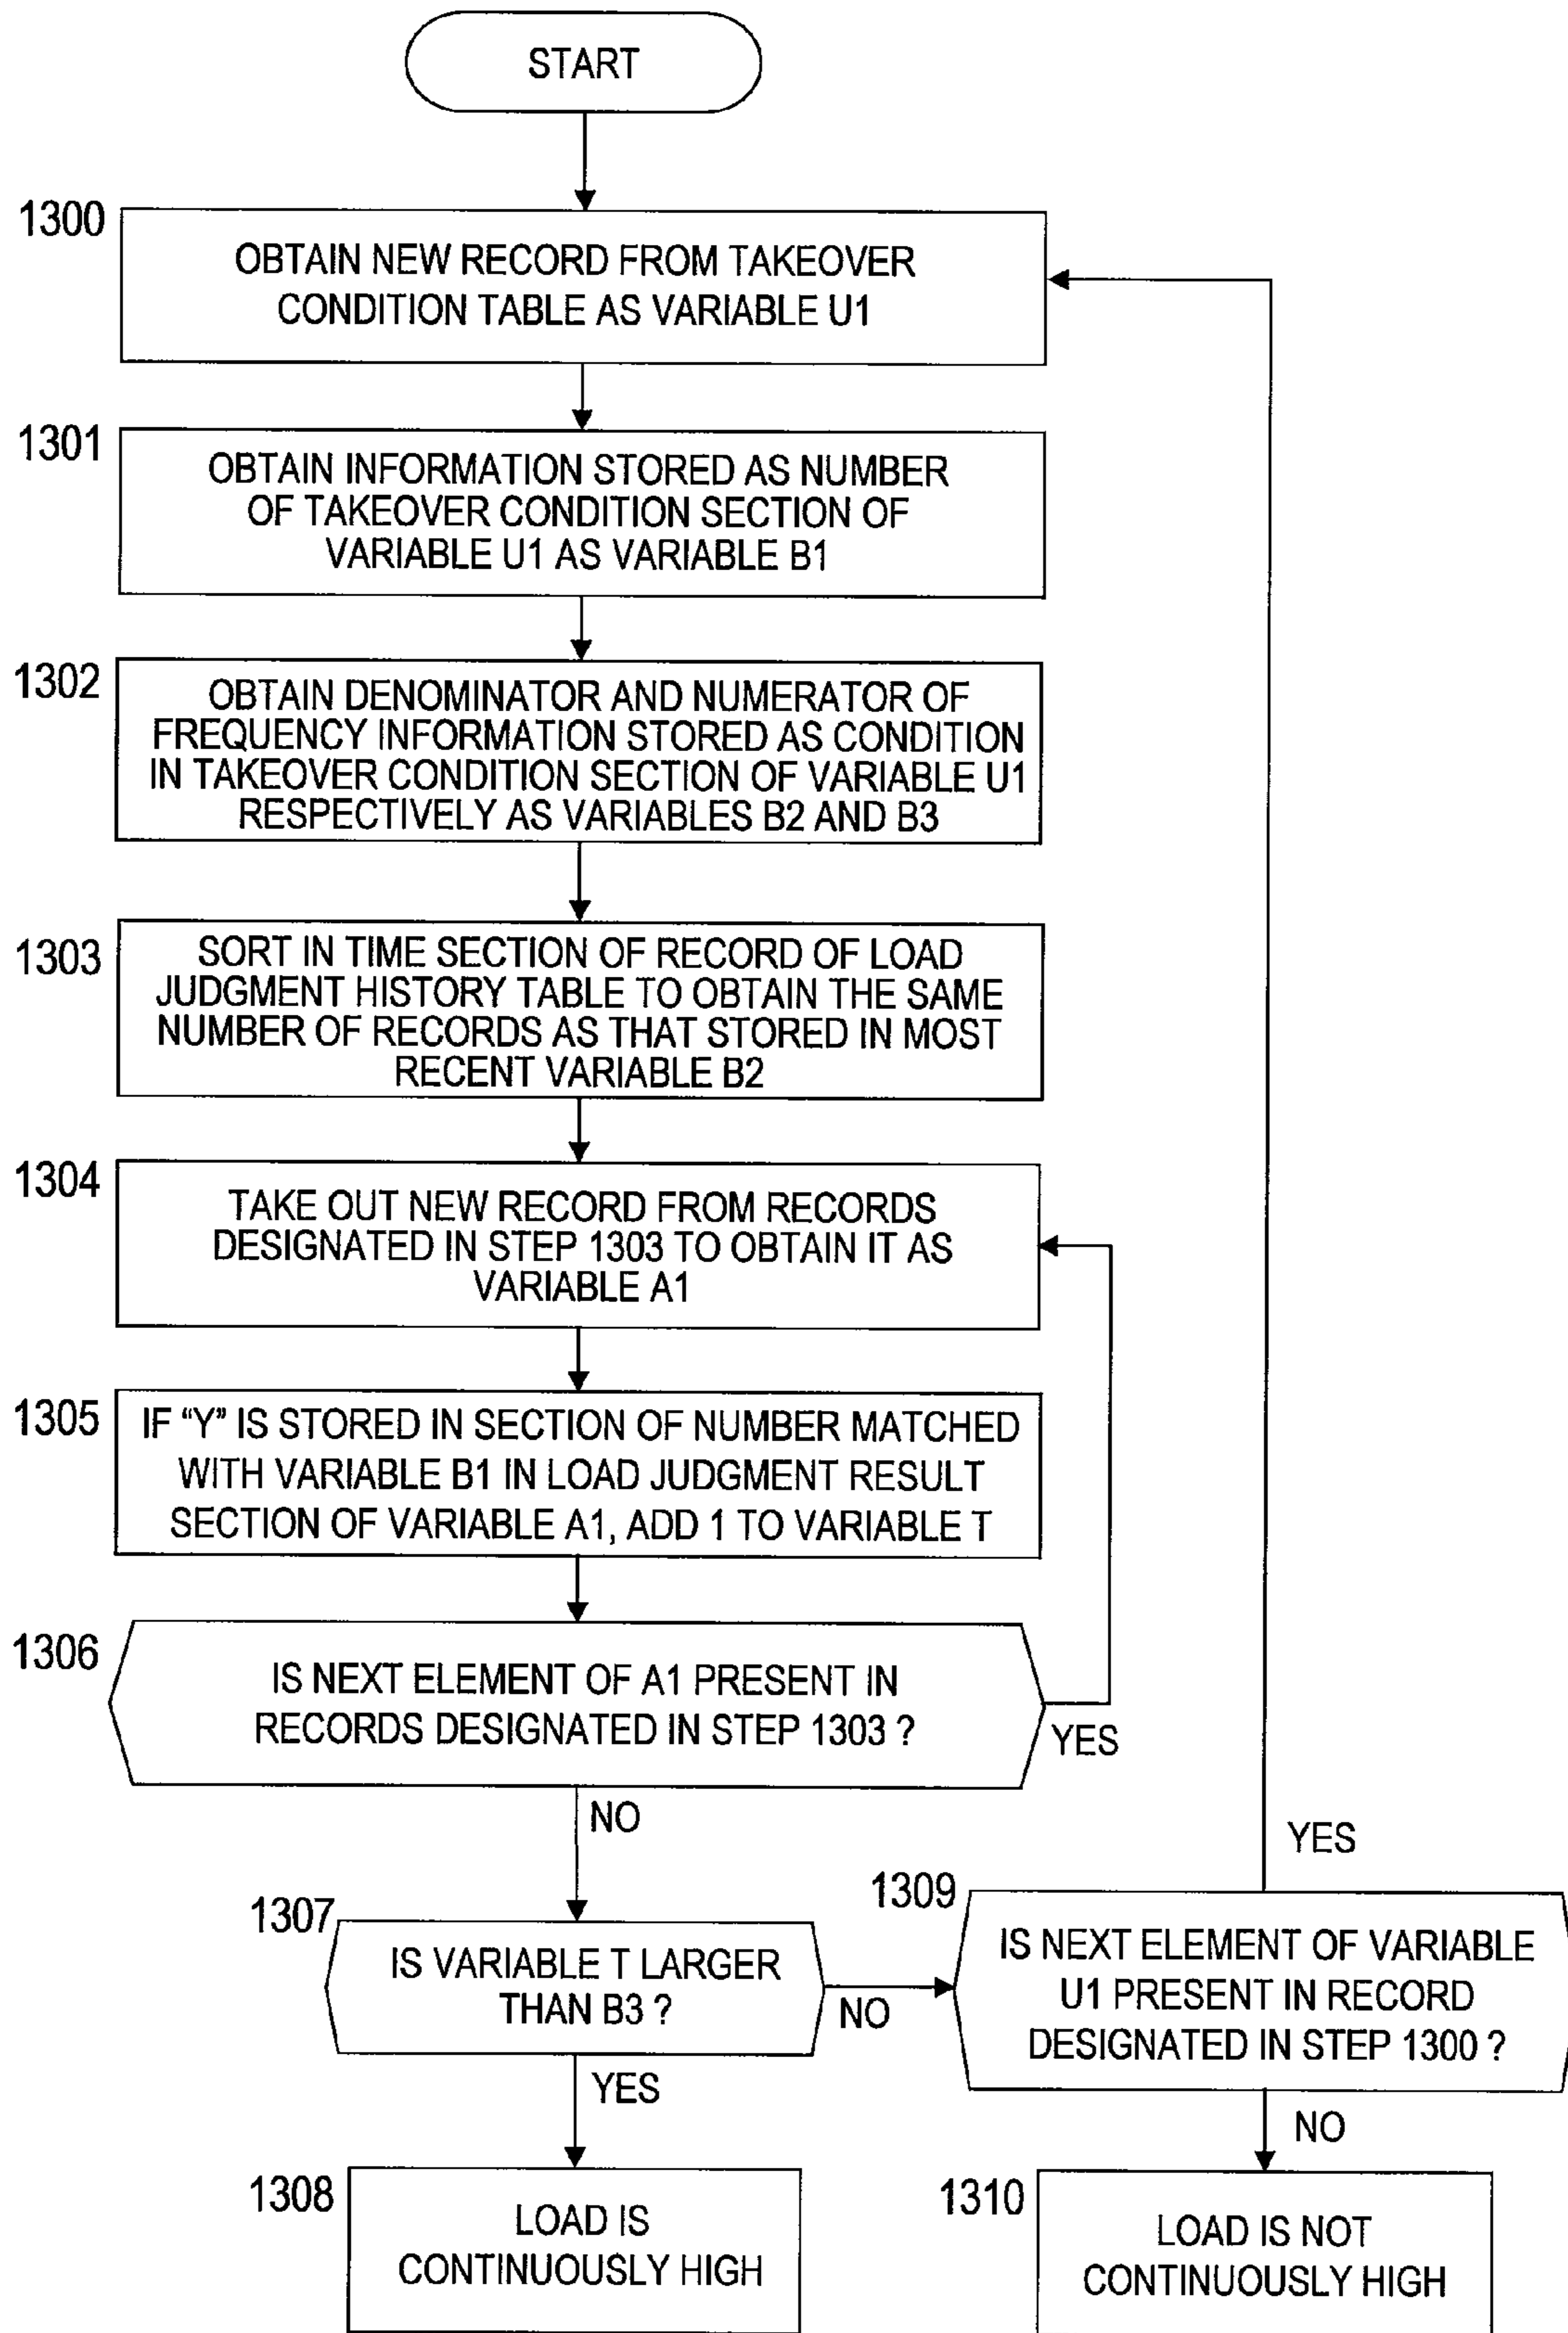 START
1300
OBTAIN NEW RECORD FROM TAKEOVER
CONDITION TABLE AS VARIABLE U1
1301
OBTAIN INFORMATION STORED AS NUMBER
OF TAKEOVER CONDITION SECTION OF
VARIABLE U1 AS VARIABLE B1
1302
OBTAIN DENOMINATOR AND NUMERATOR OF
FREQUENCY INFORMATION STORED AS CONDITION
IN TAKEOVER CONDITION SECTION OF VARIABLE U1
RESPECTIVELY AS VARIABLES B2 AND B3
1303
SORT IN TIME SECTION OF RECORD OF LOAD
JUDGMENT HISTORY TABLE TO OBTAIN THE SAME
NUMBER OF RECORDS AS THAT STORED IN MOST
RECENT VARIABLE B2
1304
TAKE OUT NEW RECORD FROM RECORDS
DESIGNATED IN STEP 1303 TO OBTAIN IT AS
VARIABLE A1
1305
IF “Y” IS STORED IN SECTION OF NUMBER MATCHED
WITH VARIABLE B1 IN LOAD JUDGMENT RESULT
SECTION OF VARIABLE A1, ADD 1 TO VARIABLE T
1306
IS NEXT ELEMENT OF A1 PRESENT IN
RECORDS DESIGNATED IN STEP 1303 ?
YES
NO
YES
1307
IS VARIABLE T LARGER
THAN B3 ?
NO
YES
1309
IS NEXT ELEMENT OF VARIABLE
U1 PRESENT IN RECORD
DESIGNATED IN STEP 1300 ?
NO
1308
LOAD IS
CONTINUOUSLY HIGH
1310
LOAD IS NOT
CONTINUOUSLY HIGH